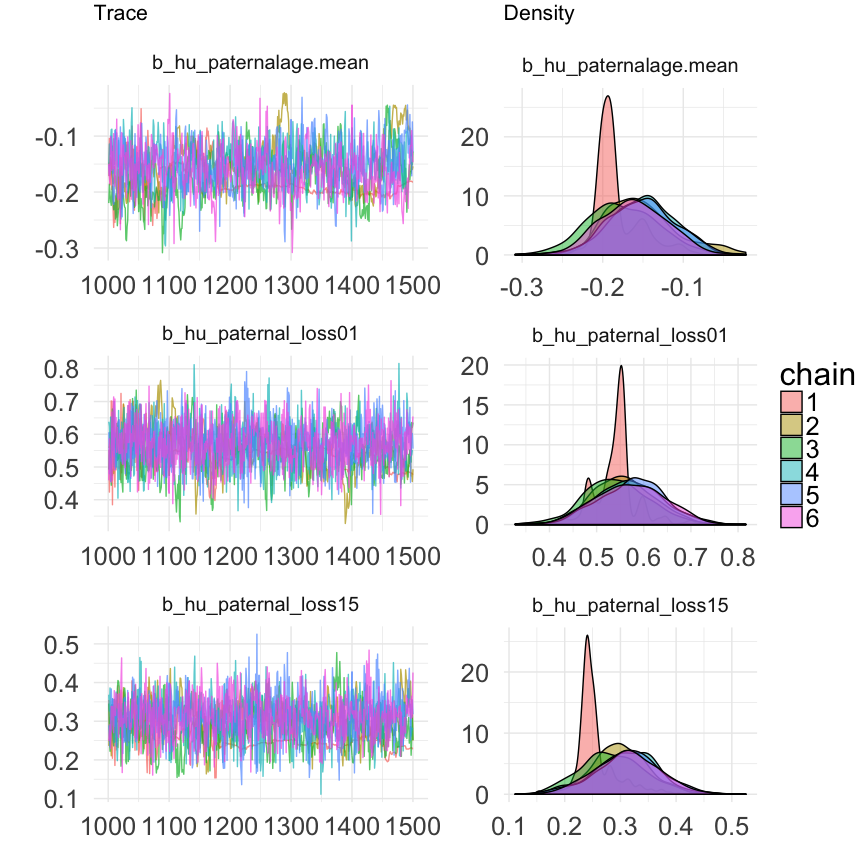 Trace
Density
b_hu_paternalage.mean
b_hu_paternalage.mean
-0.1
-0.2
-0.3
1000 1100 1200 1300 1400 1500
20
10
0
-0.3 -0.2 -0.1
b_hu_paternal_loss01
b_hu_paternal_loss01
0.8
0.7
0.6
0.5
0.4
1000 1100 1200 1300 1400 1500
20
15
10
5
0
0.4 0.5 0.6 0.7 0.8
b_hu_paternal_loss15
b_hu_paternal_loss15
0.5
0.4
0.3
0.2
0.1
1000 1100 1200 1300 1400 1500
20
10
0
0.1 0.2 0.3 0.4 0.5
chain
1
2
3
4
5
6